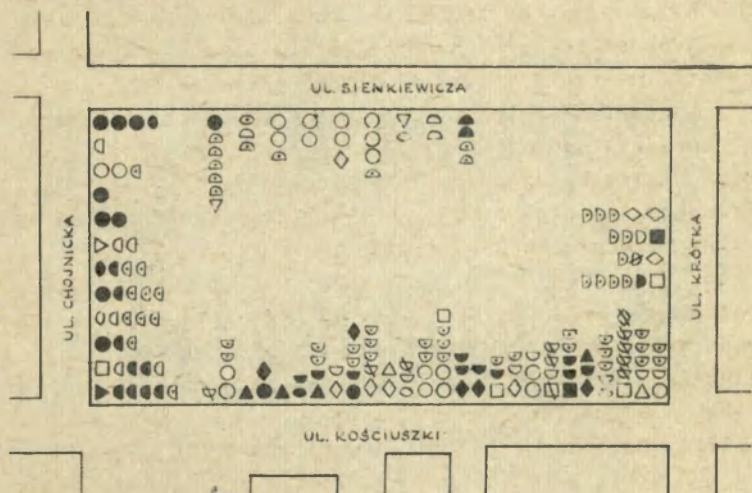 UL. SIENKIEWICZA
UL. CHOJNICKA
UL. KRÓTKA
UL. KOŚCIUSZKI